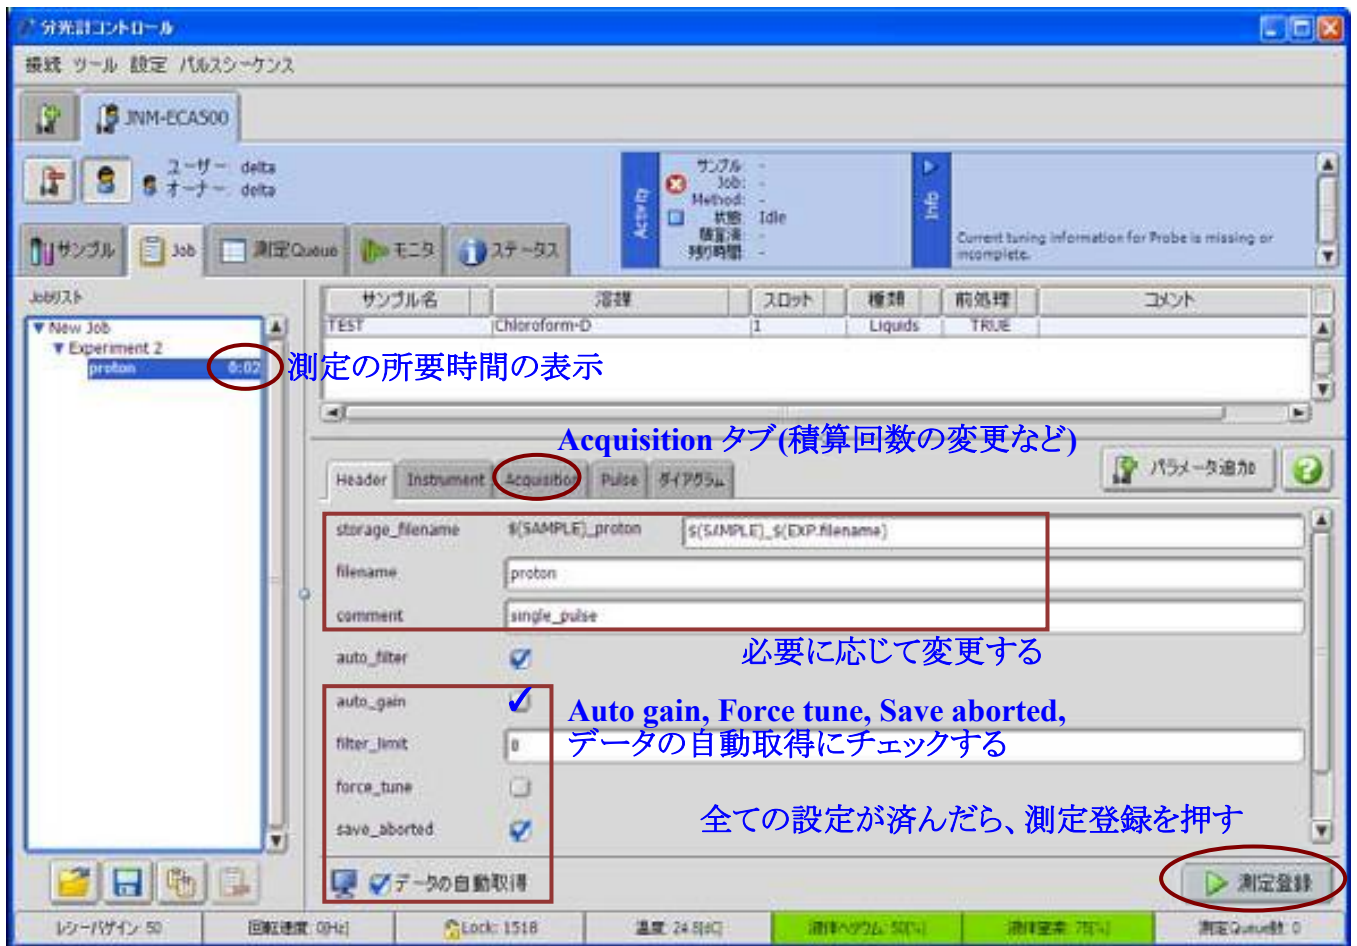 分光計コントロール
接続 ツール 設定 パルスシーケンス
JNM-ECA500
ユーザー: delta
オーナー: delta
Activity
サンプル: -
Job: -
Method: -
状態: Idle
積算済: -
残り時間: -
Info
Current tuning information for Probe is missing or
incomplete.
サンプル Job 測定Queue モニタ ステータス
Jobリスト
New Job
Experiment 2
proton 0:02
測定の所要時間の表示
サンプル名 溶媒 スロット 種類 前処理 コメント
TEST Chloroform-D 1 Liquids TRUE
Acquisition タブ(積算回数の変更など)
Header Instrument Acquisition Pulse ダイアグラム
パラメータ追加
storage_filename $(SAMPLE)_proton $(SAMPLE)_$(EXP.filename)
filename proton
comment single_pulse
必要に応じて変更する
auto_filter
auto_gain
Auto gain, Force tune, Save aborted,
データの自動取得にチェックする
filter_limit 0
force_tune
save_aborted
全ての設定が済んだら、測定登録を押す
データの自動取得
測定登録
レシーバゲイン: 50 回転速度: 0[Hz] Lock: 1518 温度: 24.8[dC] 液体ヘリウム: 50[%] 液体窒素: 75[%] 測定Queue数: 0